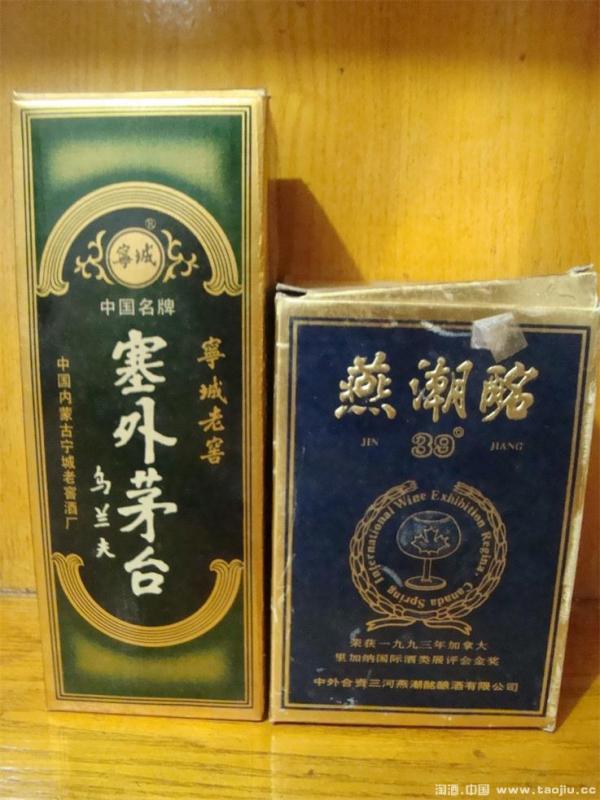 寧城
®
中国名牌
寧城老窖
塞外茅台
乌兰夫
中国内蒙古宁城老窖酒厂
燕潮酩
JIN 39° JIANG
Spring International Wine Exhibition Regina, Canada
荣获一九九三年加拿大
里加纳国际酒类展评会金奖
中外合资三河燕潮酩酿酒有限公司
淘酒.中国 www.taojiu.cc